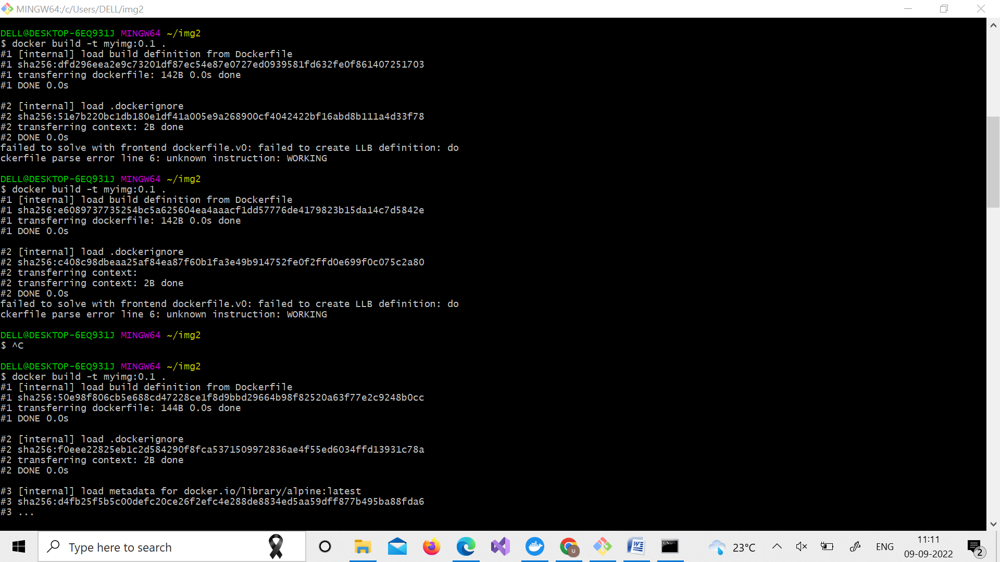 MINGW64:/c/Users/DELL/img2
DELL@DESKTOP-6EQ931J MINGW64 ~/img2
$ docker build -t myimg:0.1 .
#1 [internal] load build definition from Dockerfile
#1 sha256:dfd296eea2e9c73201df87ec54e87e0727ed0939581fd632fe0f861407251703
#1 transferring dockerfile: 142B 0.0s done
#1 DONE 0.0s
#2 [internal] load .dockerignore
#2 sha256:51e7b220bc1db180e1df41a005e9a268900cf4042422bf16abd8b111a4d33f78
#2 transferring context: 2B done
#2 DONE 0.0s
failed to solve with frontend dockerfile.v0: failed to create LLB definition: do
ckerfile parse error line 6: unknown instruction: WORKING
DELL@DESKTOP-6EQ931J MINGW64 ~/img2
$ docker build -t myimg:0.1 .
#1 [internal] load build definition from Dockerfile
#1 sha256:e6089737735254bc5a625604ea4aaacf1dd57776de4179823b15da14c7d5842e
#1 transferring dockerfile: 142B 0.0s done
#1 DONE 0.0s
#2 [internal] load .dockerignore
#2 sha256:c408c98dbeaa25af84ea87f60b1fa3e49b914752fe0f2ffd0e699f0c075c2a80
#2 transferring context:
#2 transferring context: 2B done
#2 DONE 0.0s
failed to solve with frontend dockerfile.v0: failed to create LLB definition: do
ckerfile parse error line 6: unknown instruction: WORKING
DELL@DESKTOP-6EQ931J MINGW64 ~/img2
$ ^C
DELL@DESKTOP-6EQ931J MINGW64 ~/img2
$ docker build -t myimg:0.1 .
#1 [internal] load build definition from Dockerfile
#1 sha256:50e98f806cb5e688cd47228ce1f8d9bbd29664b98f82520a63f77e2c9248b0cc
#1 transferring dockerfile: 144B 0.0s done
#1 DONE 0.0s
#2 [internal] load .dockerignore
#2 sha256:f0eee22825eb1c2d584290f8fca5371509972836ae4f55ed6034ffd13931c78a
#2 transferring context: 2B done
#2 DONE 0.0s
#3 [internal] load metadata for docker.io/library/alpine:latest
#3 sha256:d4fb25f5b5c00defc20ce26f2efc4e288de8834ed5aa59dff877b495ba88fda6
#3 ...
Type here to search
23°C
ENG
11:11
09-09-2022
2